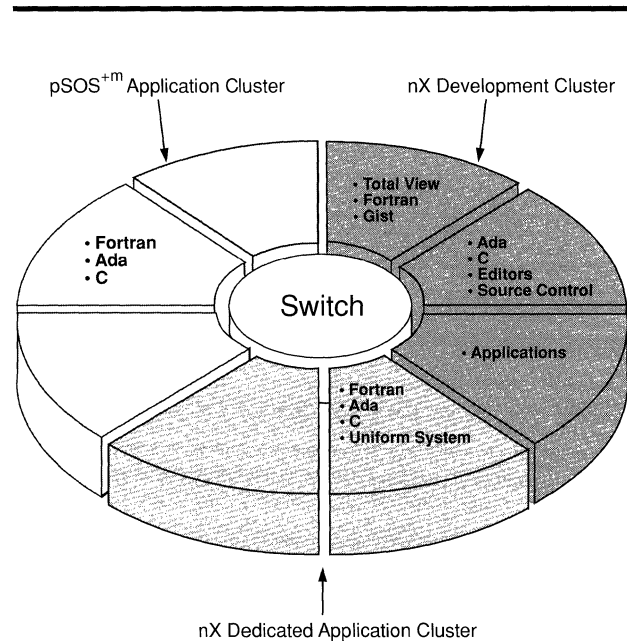 pSOS+m Application Cluster
nX Development Cluster
• Total View
• Fortran
• Gist
• Fortran
• Ada
• C
• Ada
• C
• Editors
• Source Control
Switch
• Applications
• Fortran
• Ada
• C
• Uniform System
nX Dedicated Application Cluster